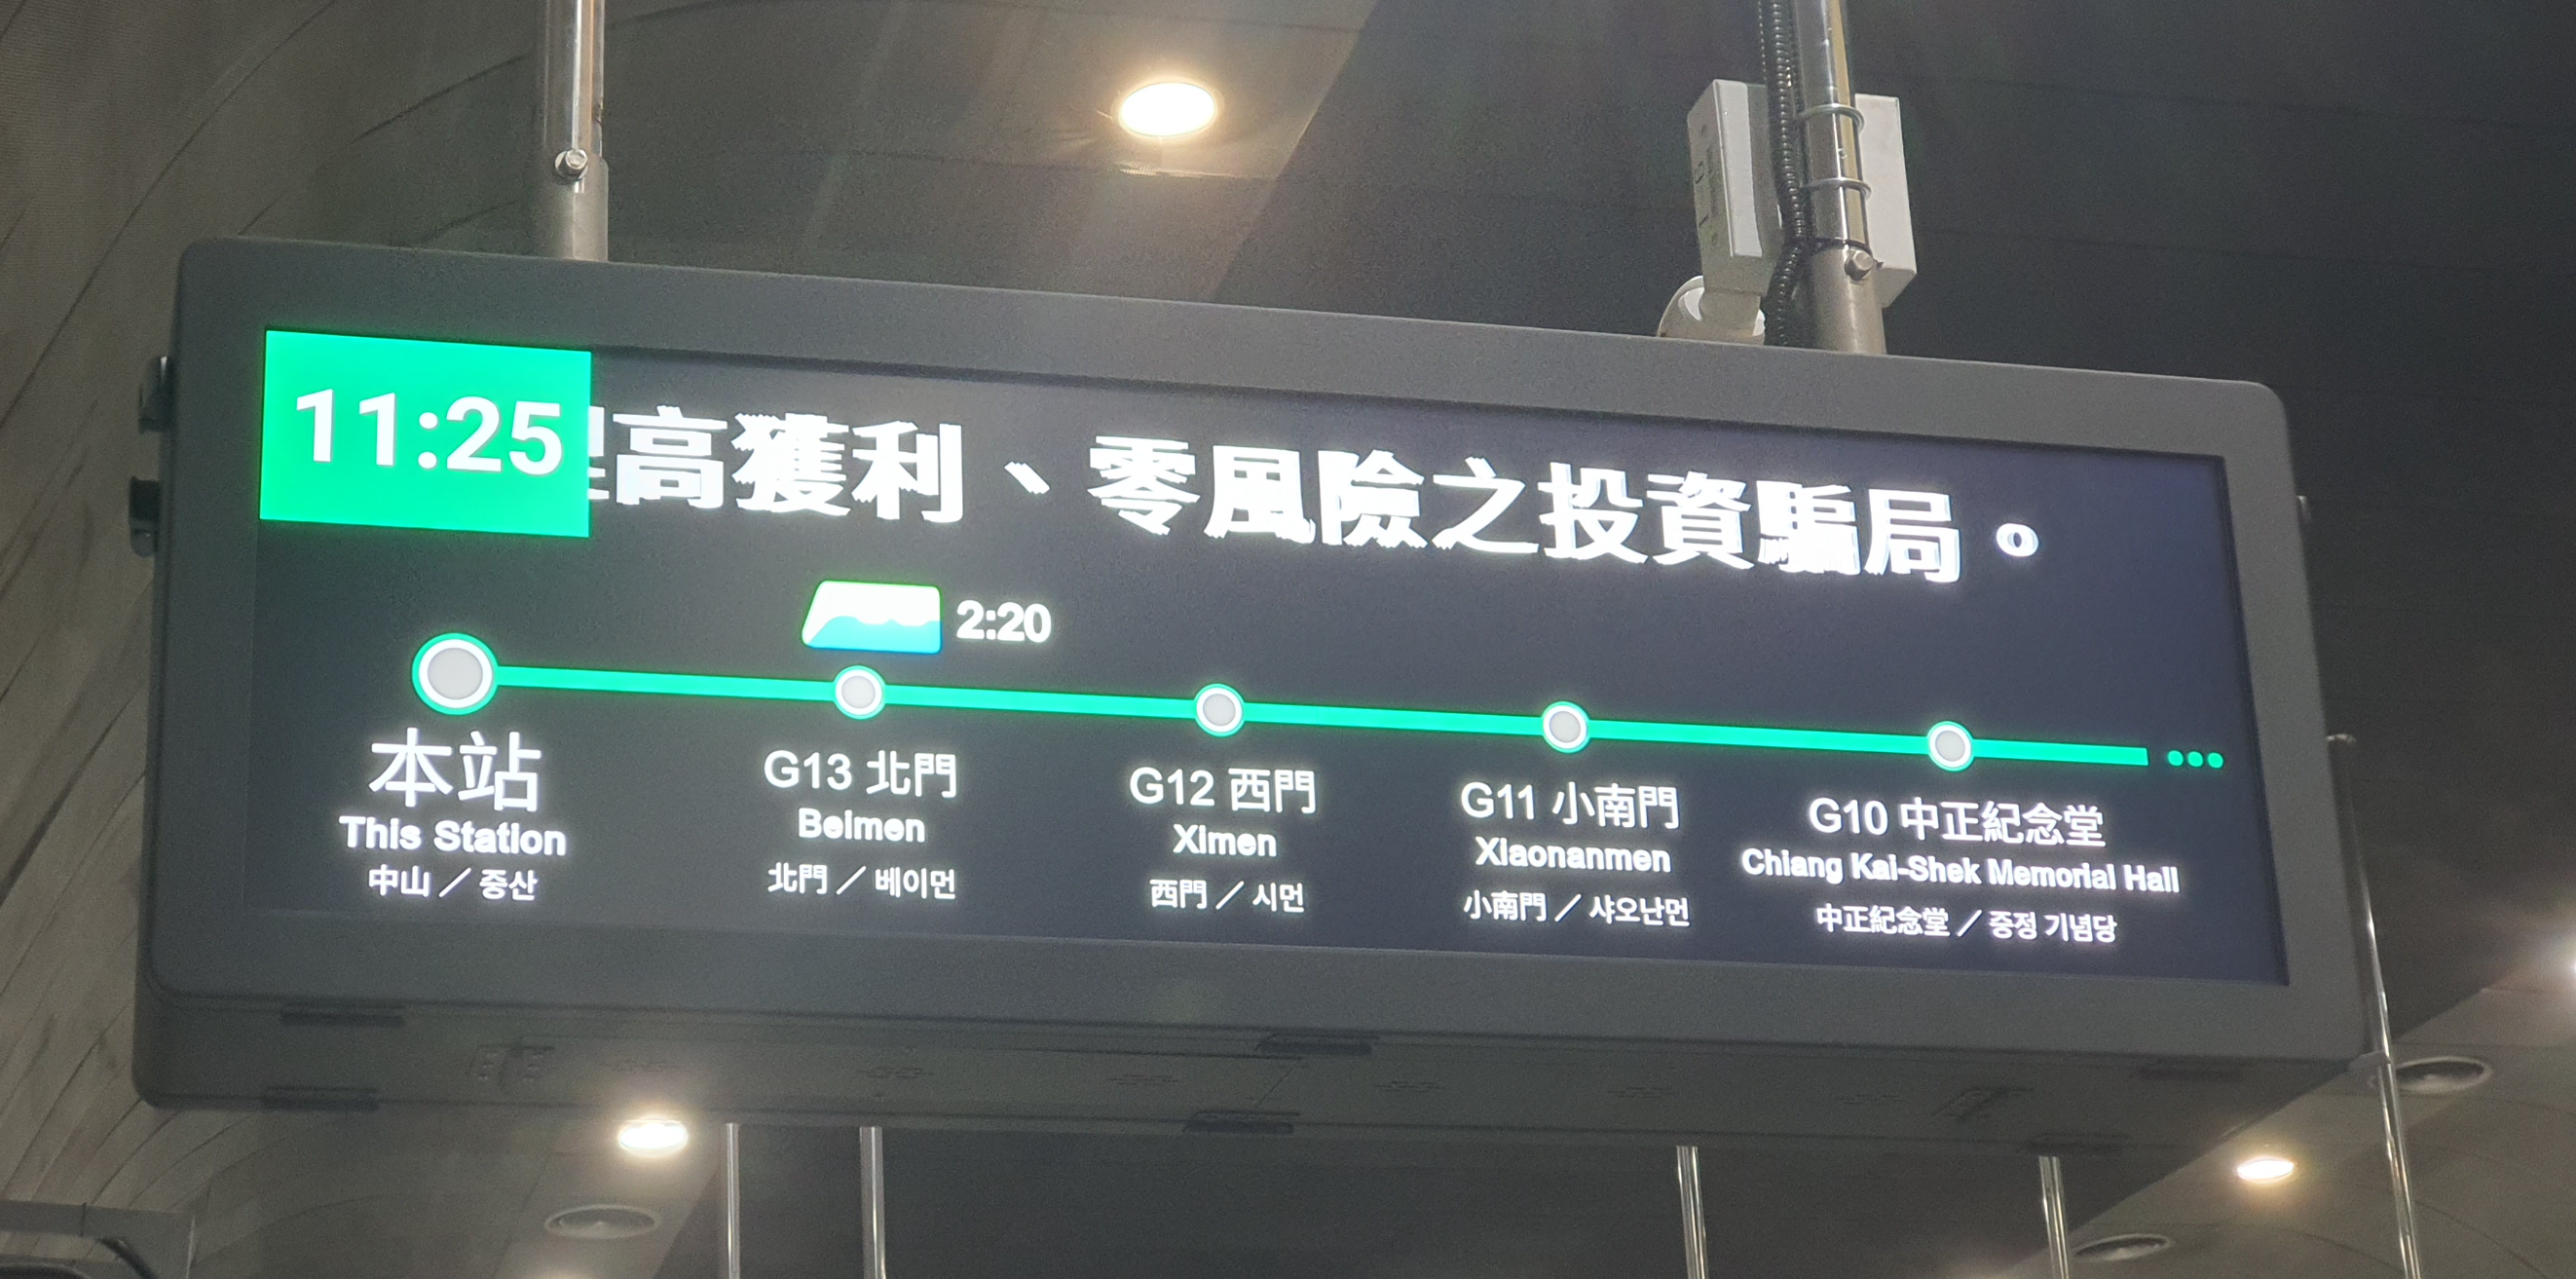 11:25
高獲利、零風險之投資騙局。
2:20
本站
This Station
中山／중산
G13 北門
Beimen
北門／베이먼
G12 西門
Ximen
西門／시먼
G11 小南門
Xiaonanmen
小南門／샤오난먼
G10 中正紀念堂
Chiang Kai-Shek Memorial Hall
中正紀念堂／중정 기념당